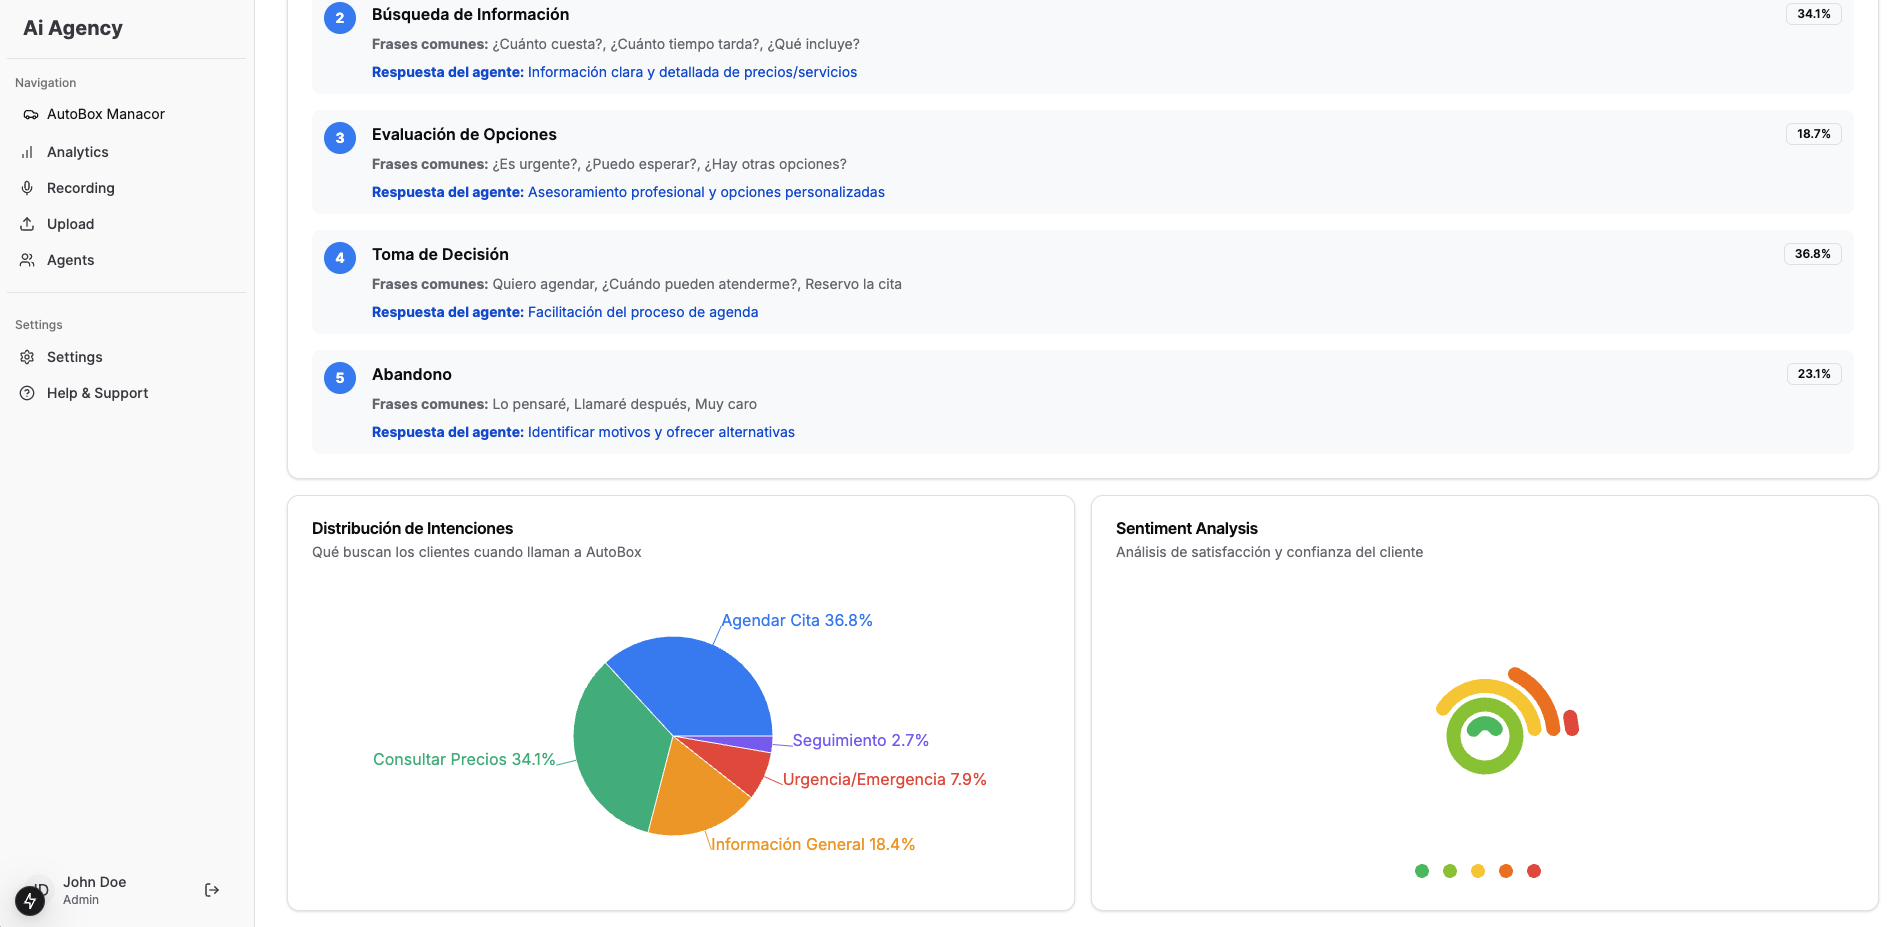 Ai Agency
Navigation
AutoBox Manacor
Analytics
Recording
Upload
Agents
Settings
Settings
Help & Support
John Doe
Admin
2
Búsqueda de Información
34.1%
Frases comunes: ¿Cuánto cuesta?, ¿Cuánto tiempo tarda?, ¿Qué incluye?
Respuesta del agente: Información clara y detallada de precios/servicios
3
Evaluación de Opciones
18.7%
Frases comunes: ¿Es urgente?, ¿Puedo esperar?, ¿Hay otras opciones?
Respuesta del agente: Asesoramiento profesional y opciones personalizadas
4
Toma de Decisión
36.8%
Frases comunes: Quiero agendar, ¿Cuándo pueden atenderme?, Reservo la cita
Respuesta del agente: Facilitación del proceso de agenda
5
Abandono
23.1%
Frases comunes: Lo pensaré, Llamaré después, Muy caro
Respuesta del agente: Identificar motivos y ofrecer alternativas
Distribución de Intenciones
Qué buscan los clientes cuando llaman a AutoBox
Agendar Cita 36.8%
Seguimiento 2.7%
Consultar Precios 34.1%
Urgencia/Emergencia 7.9%
Información General 18.4%
Sentiment Analysis
Análisis de satisfacción y confianza del cliente